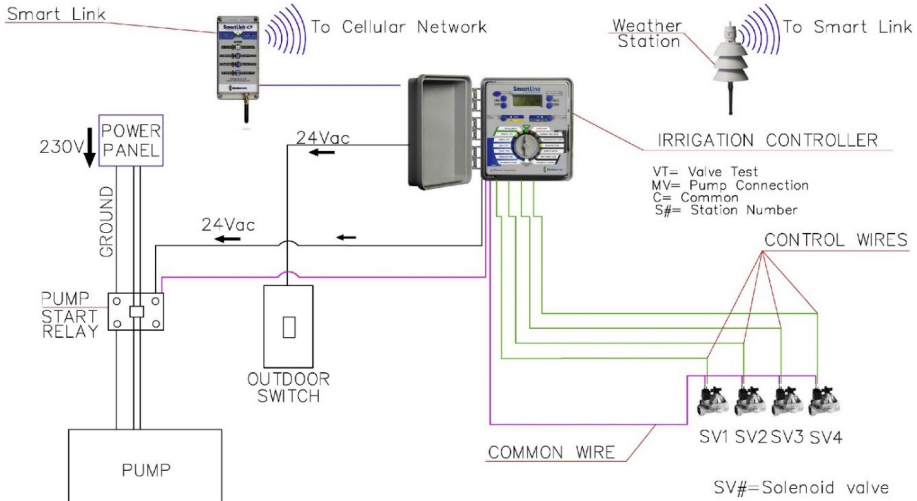 Smart Link
To Cellular Network
Weather
Station
To Smart Link
SmartLink
SmartLine
24Vac
230V
POWER
PANEL
IRRIGATION CONTROLLER
VT= Valve Test
MV= Pump Connection
C= Common
S#= Station Number
GROUND
24Vac
CONTROL WIRES
PUMP
START
RELAY
OUTDOOR
SWITCH
SV1 SV2 SV3 SV4
COMMON WIRE
PUMP
SV#=Solenoid valve